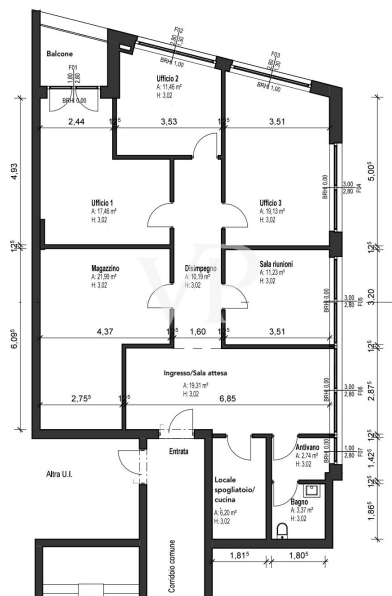 Balcone
F01
1,80
2,80
BRH 0,00
F02
2,50
1,30
BRH 1,00
F03
2,50
1,30
BRH 1,00
Ufficio 2
A: 11,46 m²
H: 3,02
2,44
12⁵
3,53
12⁵
3,51
4,93
5,00⁵
Ufficio 1
A: 17,46 m²
H: 3,02
Ufficio 3
A: 19,13 m²
H: 3,02
BRH 0,00
3,00
2,80
F04
12⁵
12⁵
Magazzino
A: 21,99 m²
H: 3,02
Disimpegno
A: 10,19 m²
H: 3,02
Sala riunioni
A: 11,23 m²
H: 3,02
VP
BRH 0,00
3,00
2,80
F05
3,20
4,37
12⁵
1,60
12⁵
3,51
6,09⁵
12⁵
Ingresso/Sala attesa
A: 19,31 m²
H: 3,02
2,75⁵
12⁵
6,85
BRH 0,00
3,00
2,80
F06
2,87⁵
12⁵
Entrata
Antivano
A: 2,74 m²
H: 3,02
BRH 0,00
1,00
2,80
F07
1,42⁵
12⁵
Altra U.I.
Locale
spogliatoio/
cucina
A: 6,20 m²
H: 3,02
Bagno
A: 3,37 m²
H: 3,02
1,86⁵
Corridoio comune
1,81⁵
1,80⁵